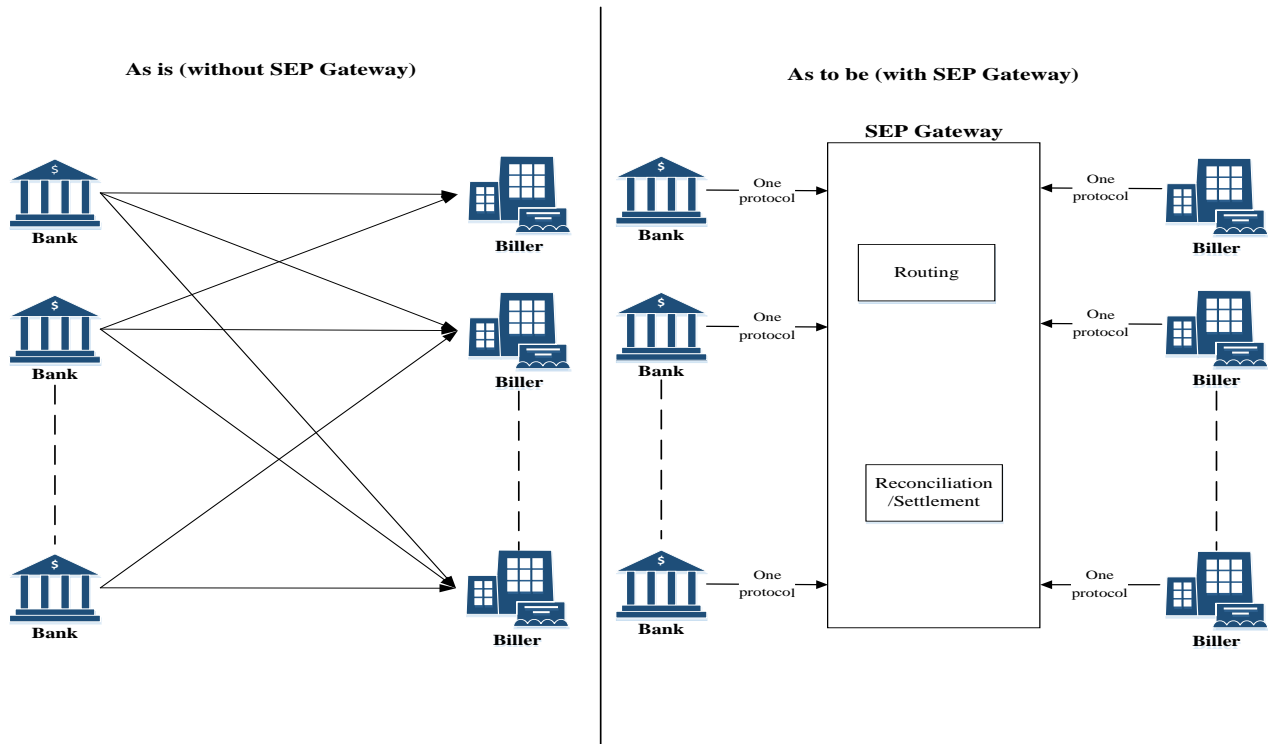 As is (without SEP Gateway)
$
Bank
Biller
$
Bank
Biller
$
Bank
Biller
As to be (with SEP Gateway)
SEP Gateway
$
Bank
One
protocol
One
protocol
Biller
Routing
$
Bank
One
protocol
One
protocol
Biller
Reconciliation
/Settlement
$
Bank
One
protocol
One
protocol
Biller